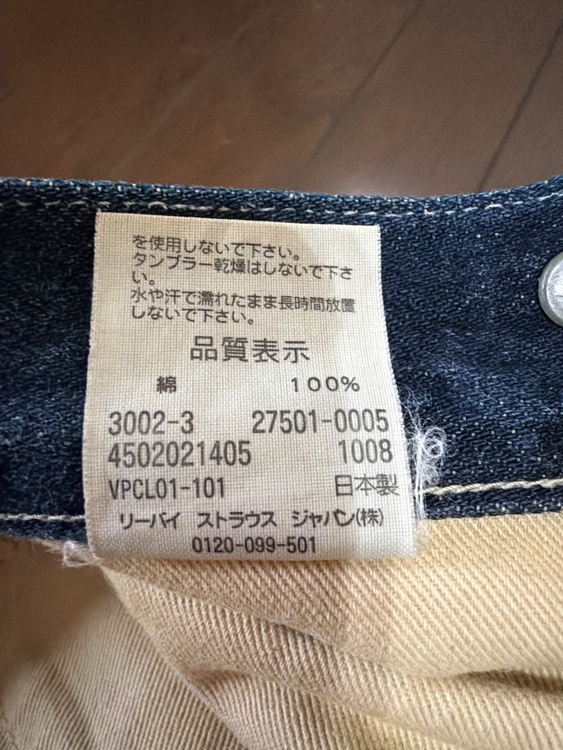 を使用しないで下さい。
タンブラー乾燥はしないで下さ
い。
水や汗で濡れたまま長時間放置
しないで下さい。
品質表示
綿 100%
3002-3 27501-0005
4502021405 1008
VPCL01-101 日本製
リーバイ ストラウス ジャパン(株)
0120-099-501